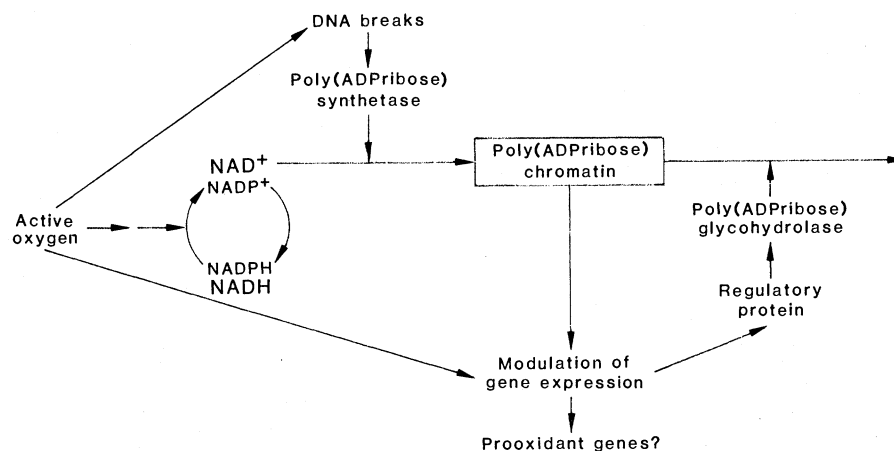 DNA breaks
Poly(ADPribose)
synthetase
NAD+
NADP+
Poly(ADPribose)
chromatin
Active
oxygen
Poly(ADPribose)
glycohydrolase
NADPH
NADH
Regulatory
protein
Modulation of
gene expression
Prooxidant genes?